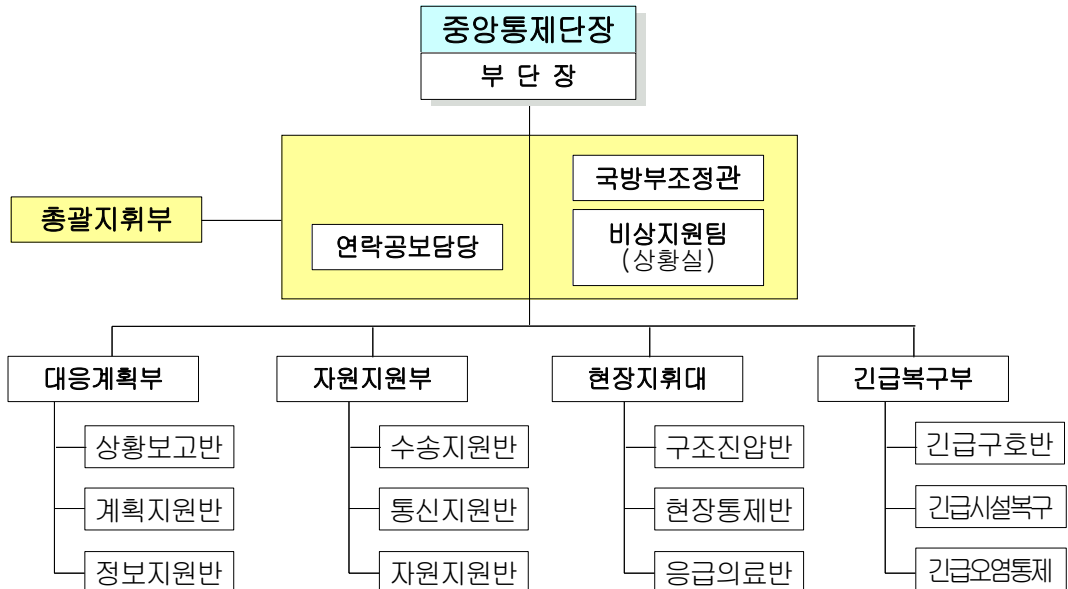 중앙통제단장
부 단 장
국방부조정관
총괄지휘부
연락공보담당
비상지원팀
(상황실)
대응계획부
자원지원부
현장지휘대
긴급복구부
상황보고반
수송지원반
구조진압반
긴급구호반
계획지원반
통신지원반
현장통제반
긴급시설복구
정보지원반
자원지원반
응급의료반
긴급오염통제